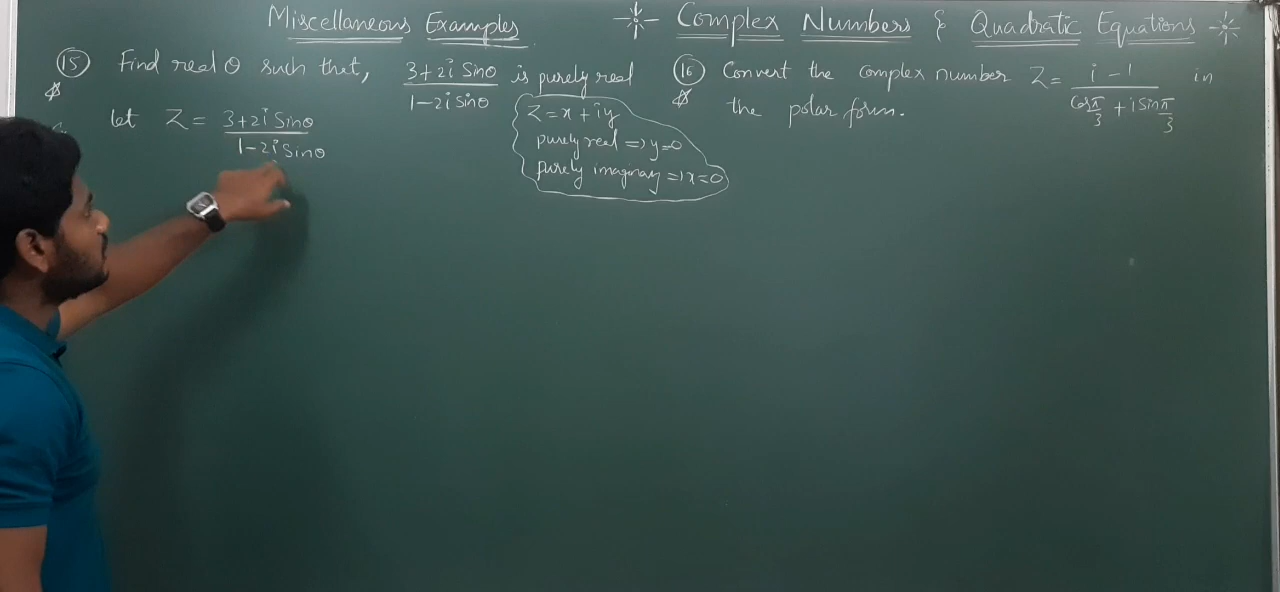 Miscellaneous Examples
Complex Numbers & Quadratic Equations
(15) Find real θ such that, (3+2i Sinθ)/(1-2i Sinθ) is purely real
let Z = (3+2i Sinθ)/(1-2i Sinθ)
Z = x + iy
purely real => y=0
purely imaginary => x=0
(16) Convert the complex number Z = (i-1)/(Cos π/3 + i Sin π/3) in
the polar form.